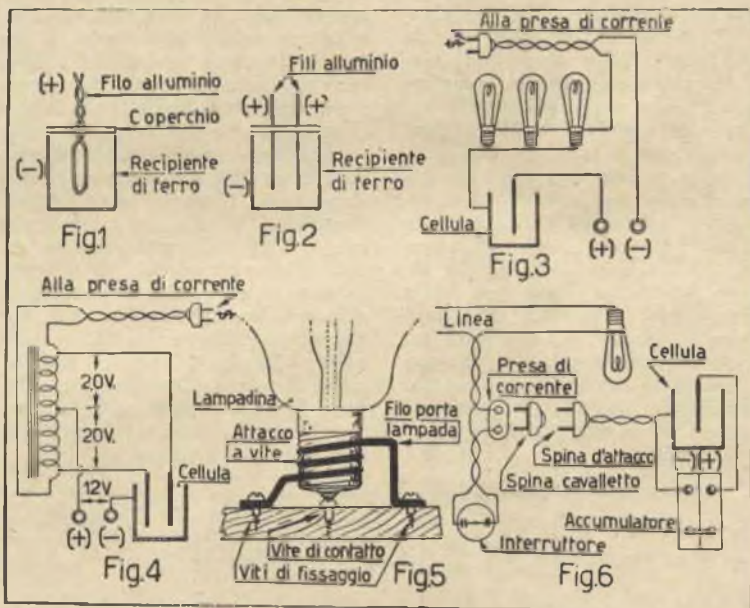 (+)
Filo alluminio
Coperchio
(-)
Recipiente
di ferro
Fig.1
Fili alluminio
(+)
(+)
(-)
Recipiente
di ferro
Fig.2
Alla presa di corrente
Cellula
(+) (-)
Fig.3
Alla presa di corrente
20V.
20V.
12V
(+) (-)
Cellula
Fig.4
Lampadina
Attacco
a vite
Filo porta
lampada
Vite di contatto
Viti di fissaggio
Fig.5
Linea
Presa di
corrente
Cellula
Spina d'attacco
Spina cavalletto
(-) (+)
Accumulatore
Interruttore
Fig.6